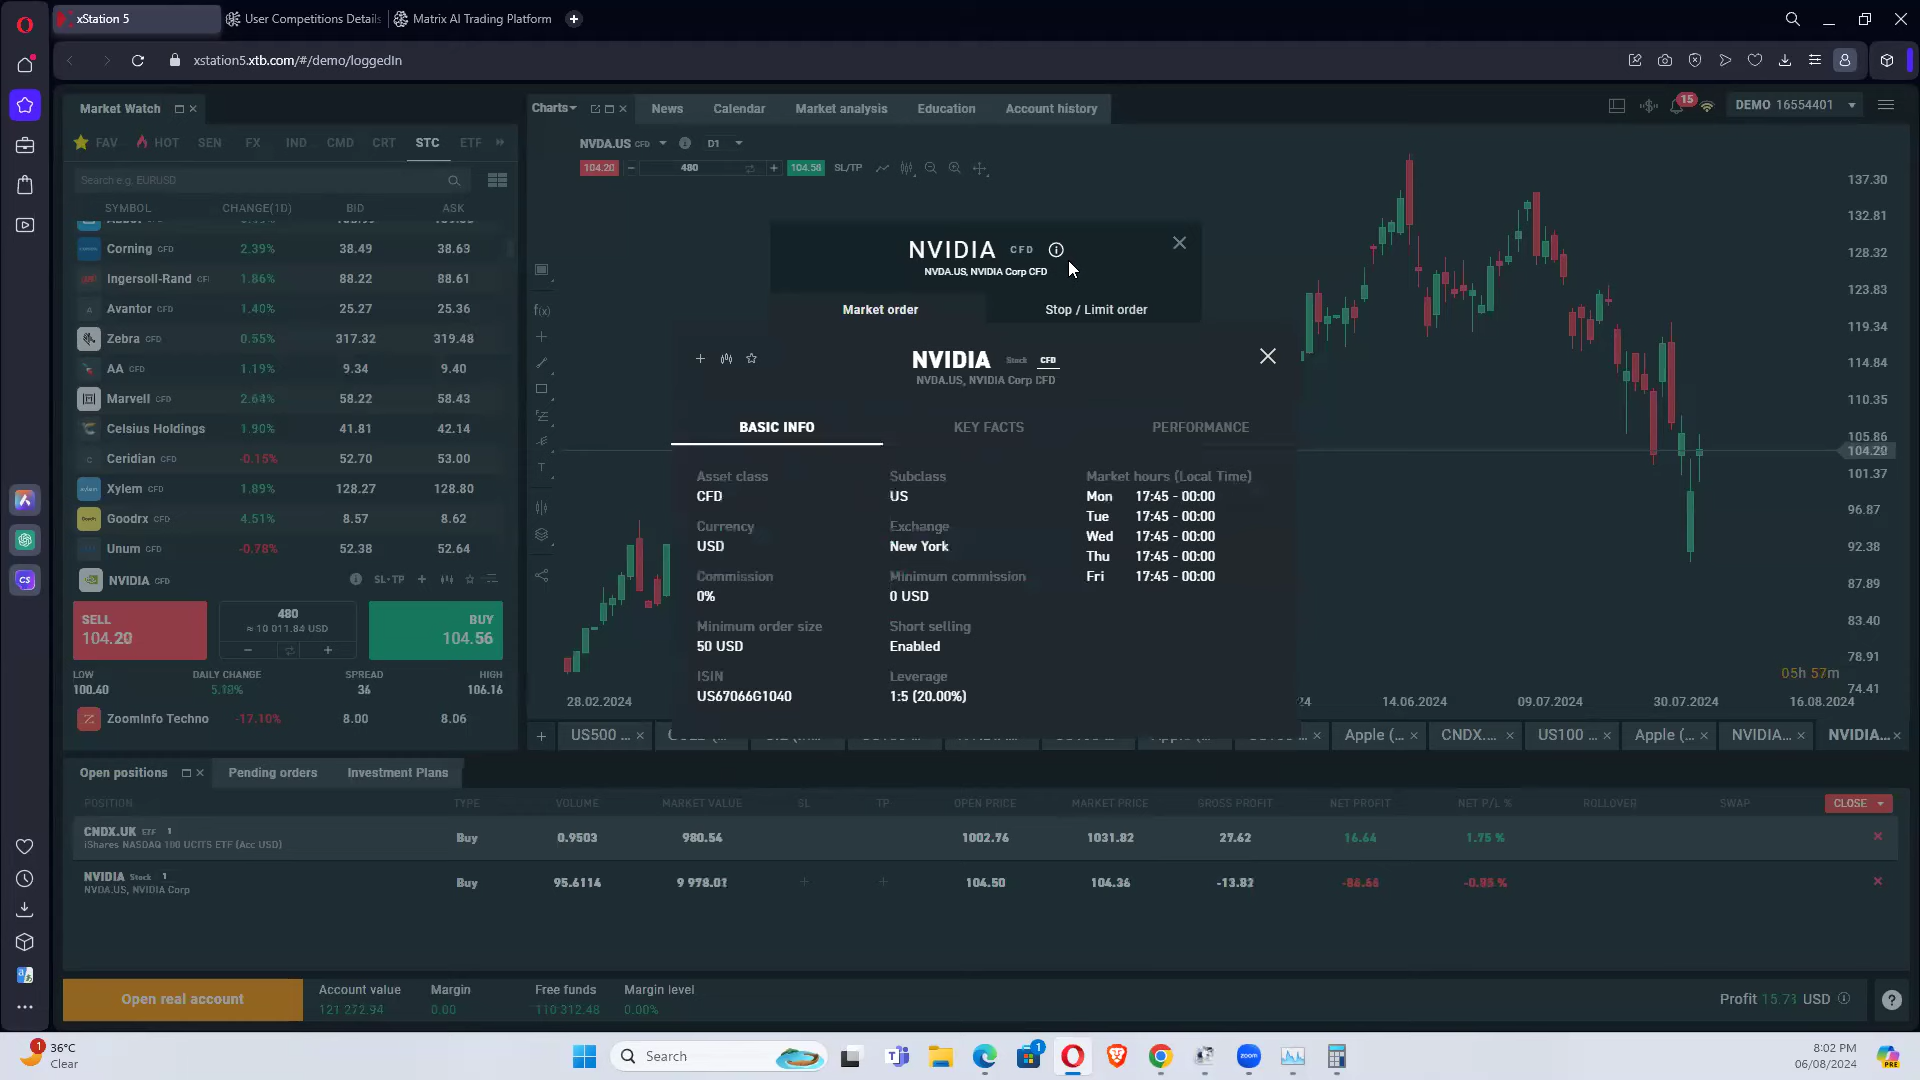 xStation 5
User Competitions Details
Matrix AI Trading Platform
xstation5.xtb.com/#/demo/loggedIn
Market Watch
FAV HOT SEN FX IND CMD CRT STC ETF
Search e.g. EURUSD
SYMBOL CHANGE(1D) BID ASK
Corning CFD 2.39% 38.49 38.63
Ingersoll-Rand 1.86% 88.22 88.61
Avantor CFD 1.40% 25.27 25.36
Zebra CFD 0.55% 317.32 319.48
AA CFD 1.19% 9.34 9.40
Marvell CFD 2.64% 58.22 58.43
Celsius Holdings 1.90% 41.81 42.14
Ceridian CFD -0.15% 52.70 53.00
Xylem CFD 1.89% 128.27 128.80
Goodrx CFD 4.51% 8.57 8.62
Unum CFD -0.78% 52.38 52.64
NVIDIA CFD SL•TP
SELL 480 BUY
104.20 ≈ 10 011.84 USD 104.56
LOW DAILY CHANGE SPREAD HIGH
100.40 36 106.16
ZoomInfo Techno -17.10% 8.00 8.06
Charts News Calendar Market analysis Education Account history
15
DEMO 16554401
NVDA.US CFD D1
104.20 480 104.56 SL/TP
NVIDIA CFD
NVDA.US, NVIDIA Corp CFD
Market order Stop / Limit order
NVIDIA Stock CFD
NVDA.US, NVIDIA Corp CFD
BASIC INFO KEY FACTS PERFORMANCE
Asset class Subclass Market hours (Local Time)
CFD US Mon 17:45 - 00:00
Tue 17:45 - 00:00
Currency Exchange
Wed 17:45 - 00:00
USD New York
Thu 17:45 - 00:00
Commission Minimum commission Fri 17:45 - 00:00
0% 0 USD
Minimum order size Short selling
50 USD Enabled
ISIN Leverage
US67066G1040 1:5 (20.00%)
137.30
132.81
128.32
123.83
119.34
114.84
110.35
105.86
104.20
101.37
96.87
92.38
87.89
83.40
78.91
74.41
05h 57m
28.02.2024 14.06.2024 09.07.2024 30.07.2024 16.08.2024
US500 ... Apple (... CNDX.... US100 ... Apple (... NVIDIA... NVIDIA...
Open positions Pending orders Investment Plans
POSITION TYPE VOLUME MARKET VALUE SL TP OPEN PRICE MARKET PRICE GROSS PROFIT NET PROFIT NET P/L % ROLLOVER SWAP CLOSE
CNDX.UK ETF 1 Buy 0.9503 980.54 1002.76 1031.82 27.62 16.64 1.75 %
iShares NASDAQ 100 UCITS ETF (Acc USD)
NVIDIA Stock 1 Buy 95.6114 104.50 104.36
NVDA.US, NVIDIA Corp
Open real account
Account value Margin Free funds Margin level
121 272.94 0.00 110 312.48 0.00%
Profit 15.73 USD
1
36°C
Clear
Search
1
zoom
8:02 PM
06/08/2024
PRE